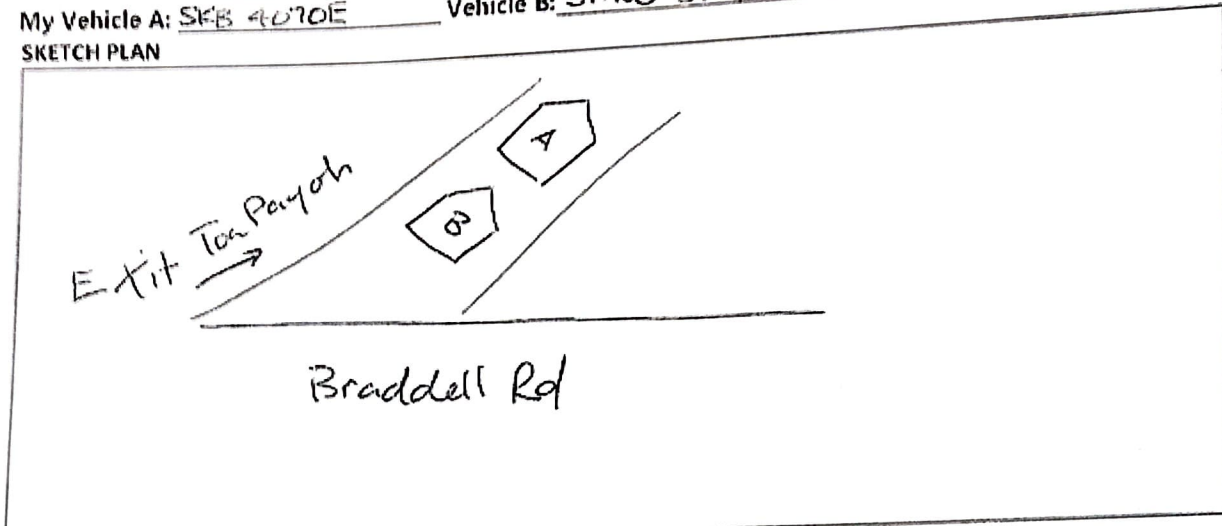 My Vehicle A: SKB 4070E Vehicle B:
SKETCH PLAN
A
B
Exit Toa Payoh
Braddell Rd